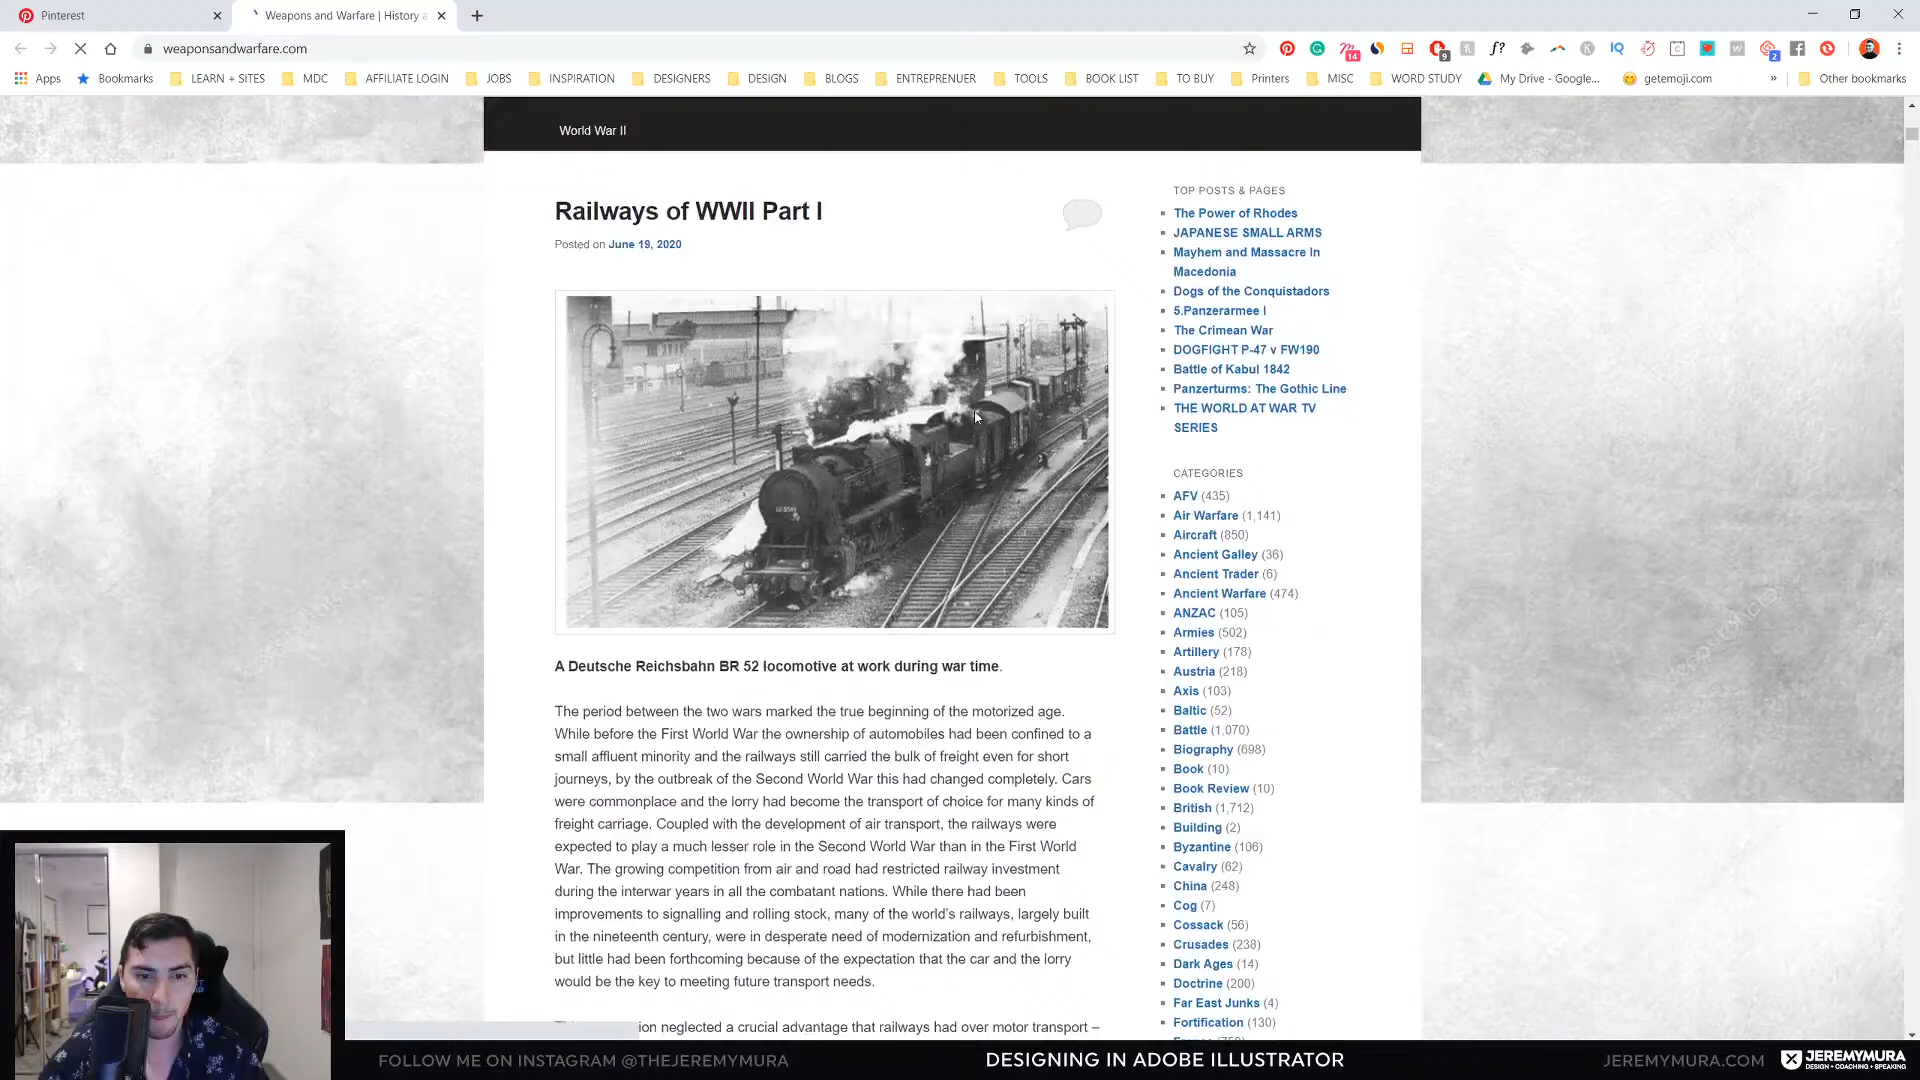 Pinterest
Weapons and Warfare | History a
weaponsandwarfare.com
14
9
f?
IQ
2
Apps
Bookmarks
LEARN + SITES
MDC
AFFILIATE LOGIN
JOBS
INSPIRATION
DESIGNERS
DESIGN
BLOGS
ENTREPRENUER
TOOLS
BOOK LIST
TO BUY
Printers
MISC
WORD STUDY
My Drive - Google...
getemoji.com
»
Other bookmarks
World War II
Railways of WWII Part I
Posted on June 19, 2020
A Deutsche Reichsbahn BR 52 locomotive at work during war time.
The period between the two wars marked the true beginning of the motorized age.
While before the First World War the ownership of automobiles had been confined to a
small affluent minority and the railways still carried the bulk of freight even for short
journeys, by the outbreak of the Second World War this had changed completely. Cars
were commonplace and the lorry had become the transport of choice for many kinds of
freight carriage. Coupled with the development of air transport, the railways were
expected to play a much lesser role in the Second World War than in the First World
War. The growing competition from air and road had restricted railway investment
during the interwar years in all the combatant nations. While there had been
improvements to signalling and rolling stock, many of the world's railways, largely built
in the nineteenth century, were in desperate need of modernization and refurbishment,
but little had been forthcoming because of the expectation that the car and the lorry
would be the key to meeting future transport needs.
ion neglected a crucial advantage that railways had over motor transport –
TOP POSTS & PAGES
The Power of Rhodes
JAPANESE SMALL ARMS
Mayhem and Massacre In
Macedonia
Dogs of the Conquistadors
5.Panzerarmee I
The Crimean War
DOGFIGHT P-47 v FW190
Battle of Kabul 1842
Panzerturms: The Gothic Line
THE WORLD AT WAR TV
SERIES
CATEGORIES
AFV (435)
Air Warfare (1,141)
Aircraft (850)
Ancient Galley (36)
Ancient Trader (6)
Ancient Warfare (474)
ANZAC (105)
Armies (502)
Artillery (178)
Austria (218)
Axis (103)
Baltic (52)
Battle (1,070)
Biography (698)
Book (10)
Book Review (10)
British (1,712)
Building (2)
Byzantine (106)
Cavalry (62)
China (248)
Cog (7)
Cossack (56)
Crusades (238)
Dark Ages (14)
Doctrine (200)
Far East Junks (4)
Fortification (130)
FOLLOW ME ON INSTAGRAM @THEJEREMYMURA
DESIGNING IN ADOBE ILLUSTRATOR
JEREMYMURA.COM
JEREMYMURA
DESIGN • COACHING • SPEAKING